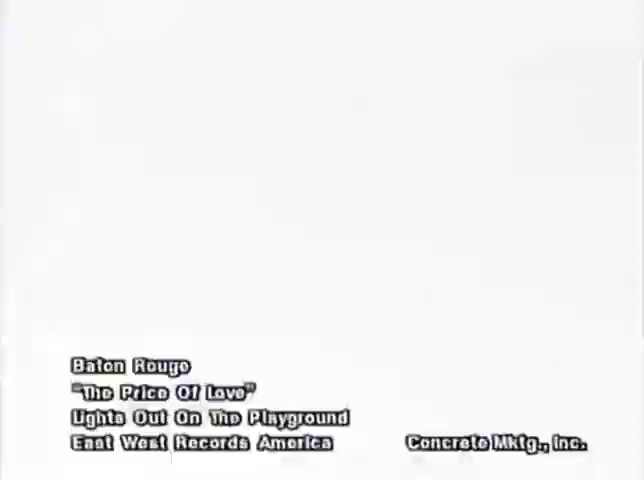 Baton Rouge
"The Price Of Love"
Lights Out On The Playground
East West Records America
Concrete Mktg., Inc.